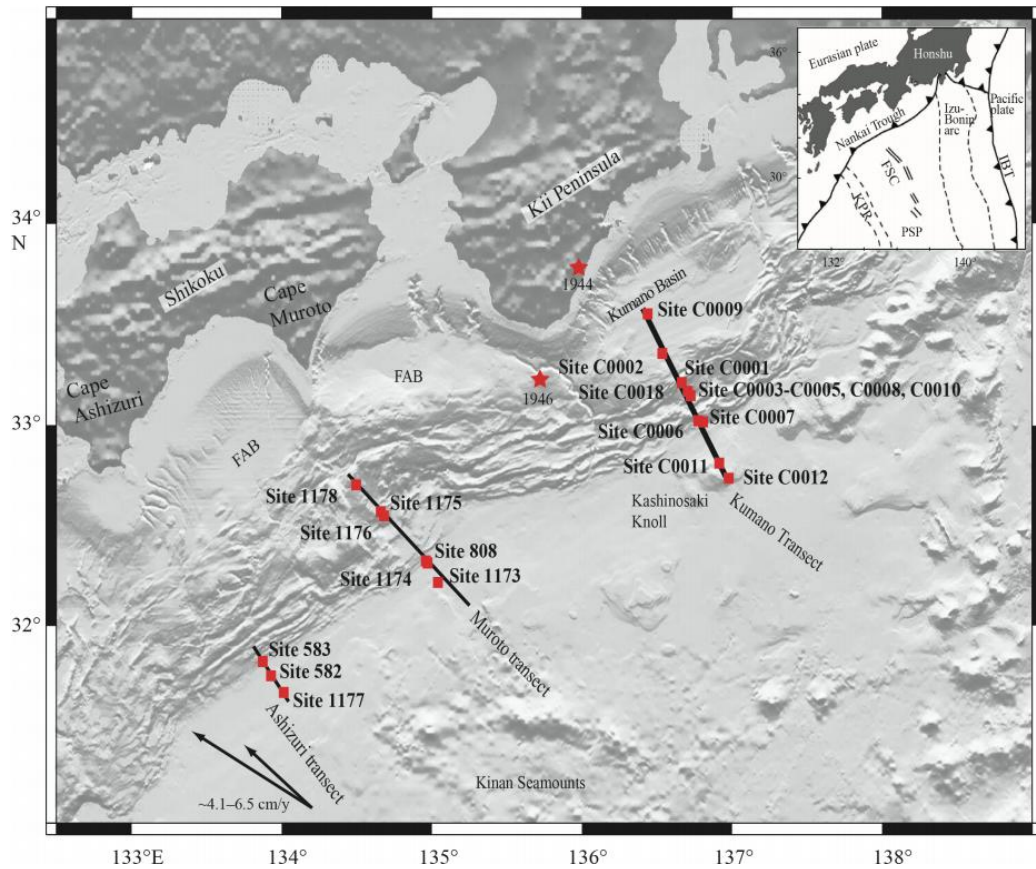 34°
N
33°
32°
133°E
134°
135°
136°
137°
138°
Eurasian plate
Honshu
36°
30°
Pacific
plate
Izu-
Bonin
arc
Nankai Trough
FSC
IBT
KPR
PSP
132°
140°
Kii Peninsula
Shikoku
Cape
Muroto
Cape
Ashizuri
1944
Kumano Basin
Site C0009
FAB
1946
Site C0002
Site C0001
Site C0018
Site C0003-C0005, C0008, C0010
Site C0007
Site C0006
Site C0011
Site C0012
Kashinosaki
Knoll
Kumano Transect
FAB
Site 1178
Site 1175
Site 1176
Site 808
Site 1174
Site 1173
Muroto transect
Site 583
Site 582
Site 1177
Ashizuri transect
~4.1–6.5 cm/y
Kinan Seamounts